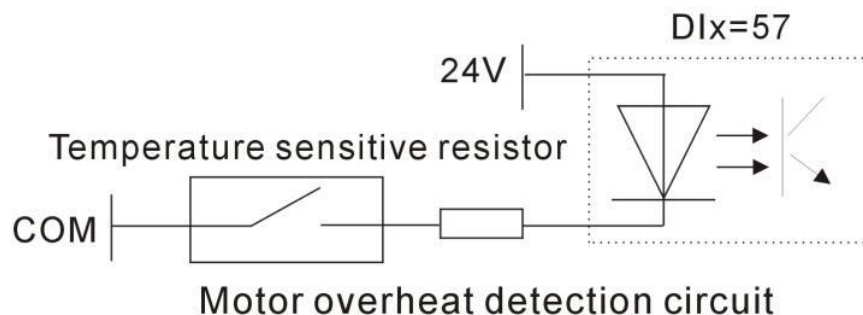 DIx=57
24V
Temperature sensitive resistor
COM
Motor overheat detection circuit